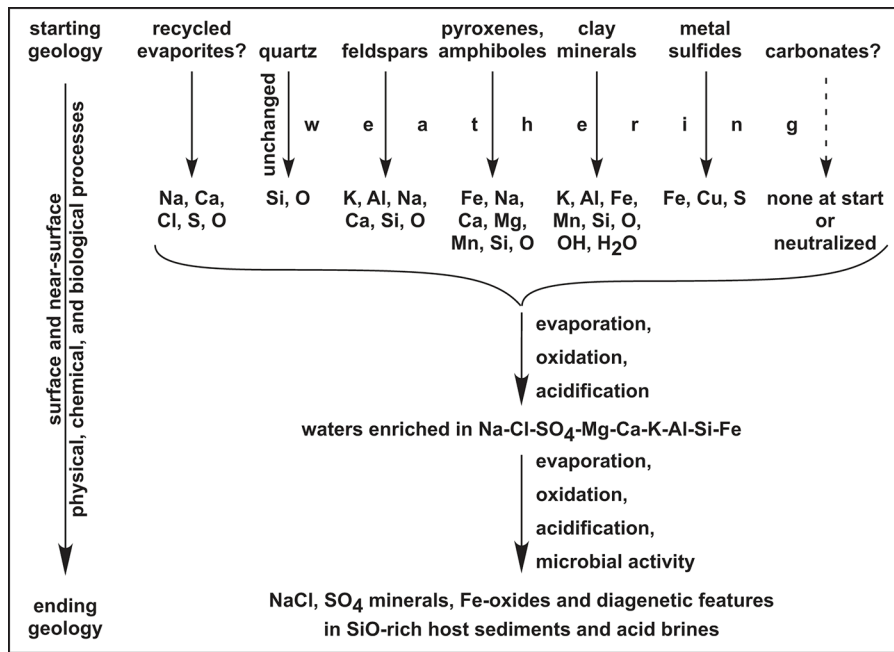 starting
geology
recycled
evaporites?
quartz
feldspars
pyroxenes,
amphiboles
clay
minerals
metal
sulfides
carbonates?
unchanged
w e a t h e r i n g
surface and near-surface
physical, chemical, and biological processes
Na, Ca,
Cl, S, O
Si, O
K, Al, Na,
Ca, Si, O
Fe, Na,
Ca, Mg,
Mn, Si, O
K, Al, Fe,
Mn, Si, O,
OH, H2O
Fe, Cu, S
none at start
or
neutralized
evaporation,
oxidation,
acidification
waters enriched in Na-Cl-SO4-Mg-Ca-K-Al-Si-Fe
evaporation,
oxidation,
acidification,
microbial activity
ending
geology
NaCl, SO4 minerals, Fe-oxides and diagenetic features
in SiO-rich host sediments and acid brines